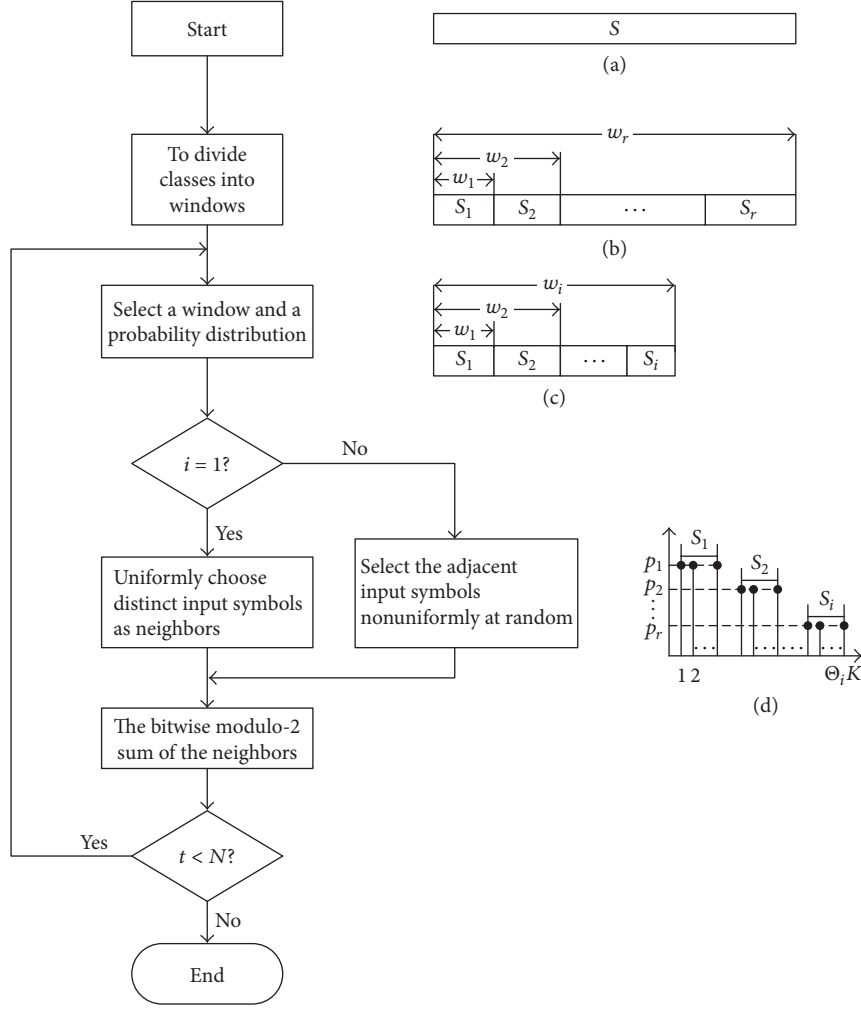 Start
To divide
classes into
windows
Select a window and a
probability distribution
i = 1?
No
Yes
Uniformly choose
distinct input symbols
as neighbors
Select the adjacent
input symbols
nonuniformly at random
The bitwise modulo-2
sum of the neighbors
Yes
t < N?
No
End
S
(a)
w_r
w_2
w_1
S_1 S_2 ⋯ S_r
(b)
w_i
w_2
w_1
S_1 S_2 ⋯ S_i
(c)
S_1
p_1
S_2
p_2
⋮
S_i
p_r
⋯ ⋯ ⋯ ⋯
1 2 Θ_i K
(d)